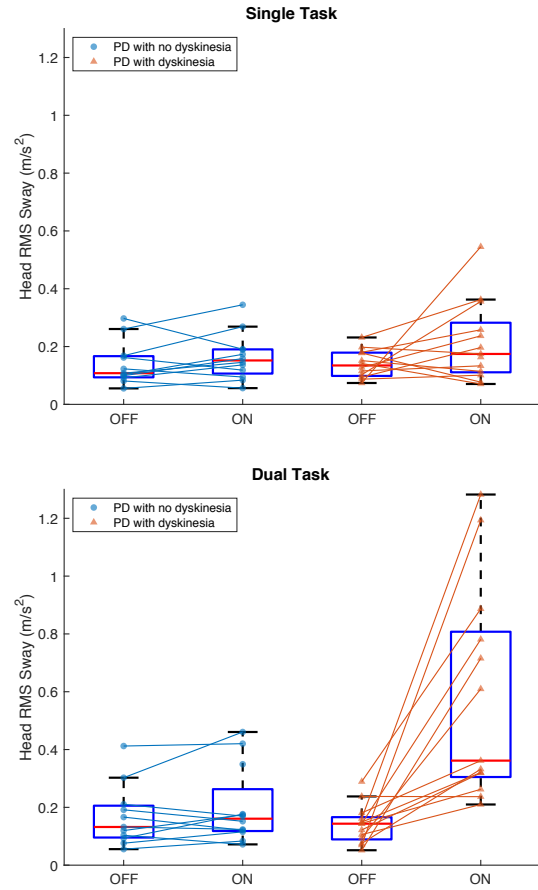 Single Task
PD with no dyskinesia
PD with dyskinesia
1.2
1
0.8
0.6
0.4
0.2
0
Head RMS Sway (m/s²)
OFF ON OFF ON
Dual Task
PD with no dyskinesia
PD with dyskinesia
1.2
1
0.8
0.6
0.4
0.2
0
Head RMS Sway (m/s²)
OFF ON OFF ON